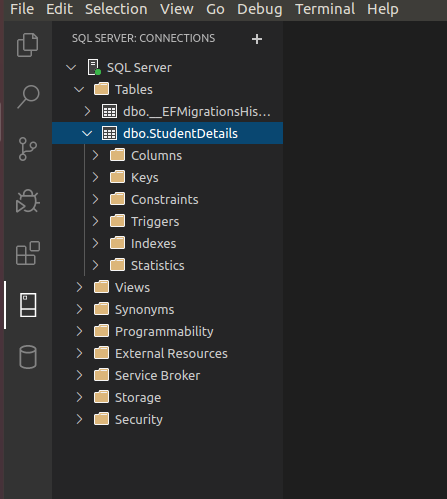 File Edit Selection View Go Debug Terminal Help
SQL SERVER: CONNECTIONS +
SQL Server
Tables
dbo.__EFMigrationsHis...
dbo.StudentDetails
Columns
Keys
Constraints
Triggers
Indexes
Statistics
Views
Synonyms
Programmability
External Resources
Service Broker
Storage
Security